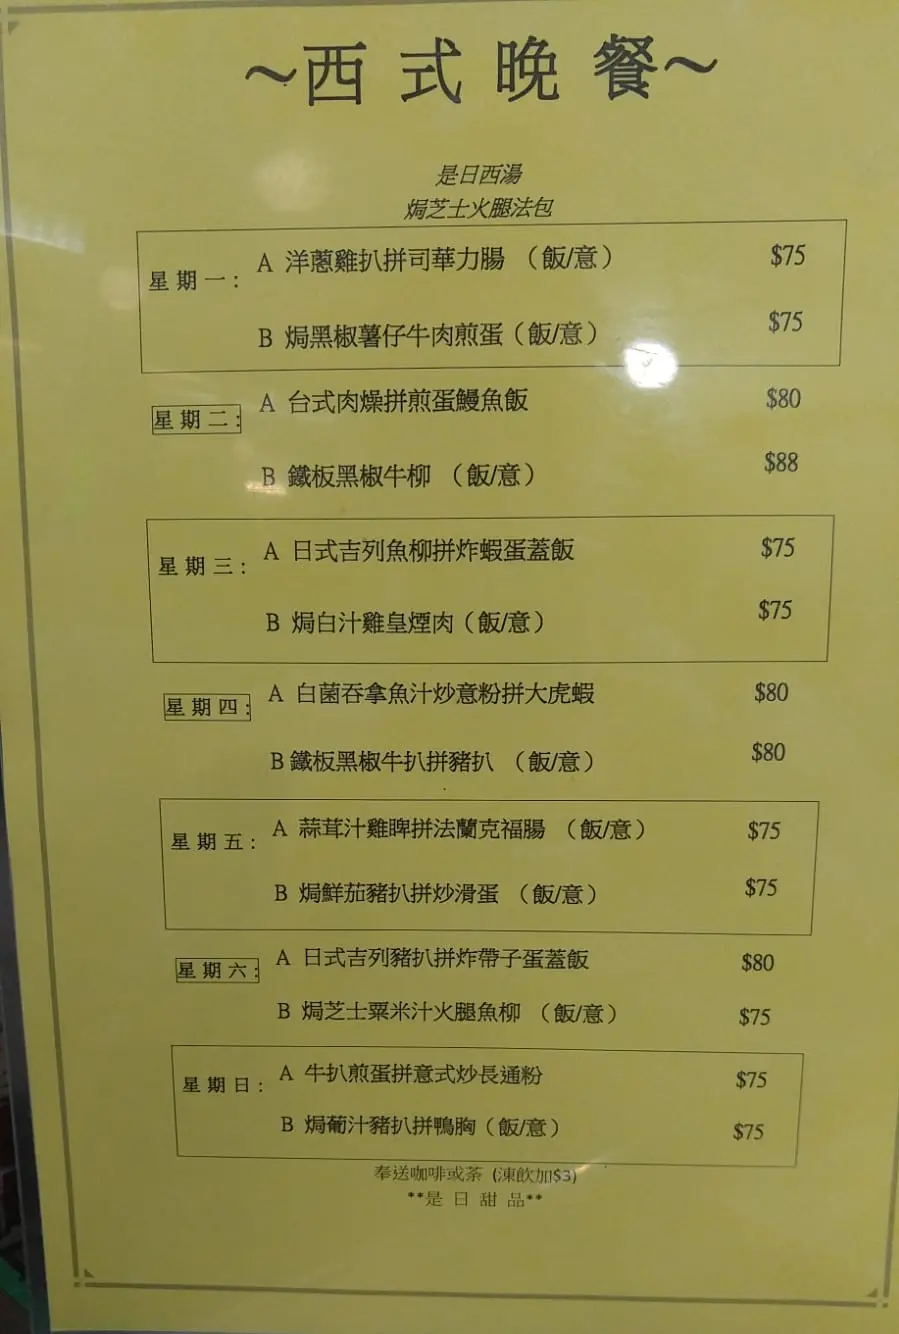 ~西式晚餐~
是日西湯
焗芝士火腿法包
星期一: A 洋蔥雞扒拼司華力腸 (飯/意) $75
B 焗黑椒薯仔牛肉煎蛋(飯/意) $75
星期二: A 台式肉燥拼煎蛋鰻魚飯 $80
B 鐵板黑椒牛柳 (飯/意) $88
星期三: A 日式吉列魚柳拼炸蝦蛋蓋飯 $75
B 焗白汁雞皇煙肉(飯/意) $75
星期四: A 白菌吞拿魚汁炒意粉拼大虎蝦 $80
B 鐵板黑椒牛扒拼豬扒 (飯/意) $80
星期五: A 蒜茸汁雞睥拼法蘭克福腸 (飯/意) $75
B 焗鮮茄豬扒拼炒滑蛋 (飯/意) $75
星期六: A 日式吉列豬扒拼炸帶子蛋蓋飯 $80
B 焗芝士粟米汁火腿魚柳 (飯/意) $75
星期日: A 牛扒煎蛋拼意式炒長通粉 $75
B 焗葡汁豬扒拼鴨胸(飯/意) $75
奉送咖啡或茶 (凍飲加$3)
**是日甜品**